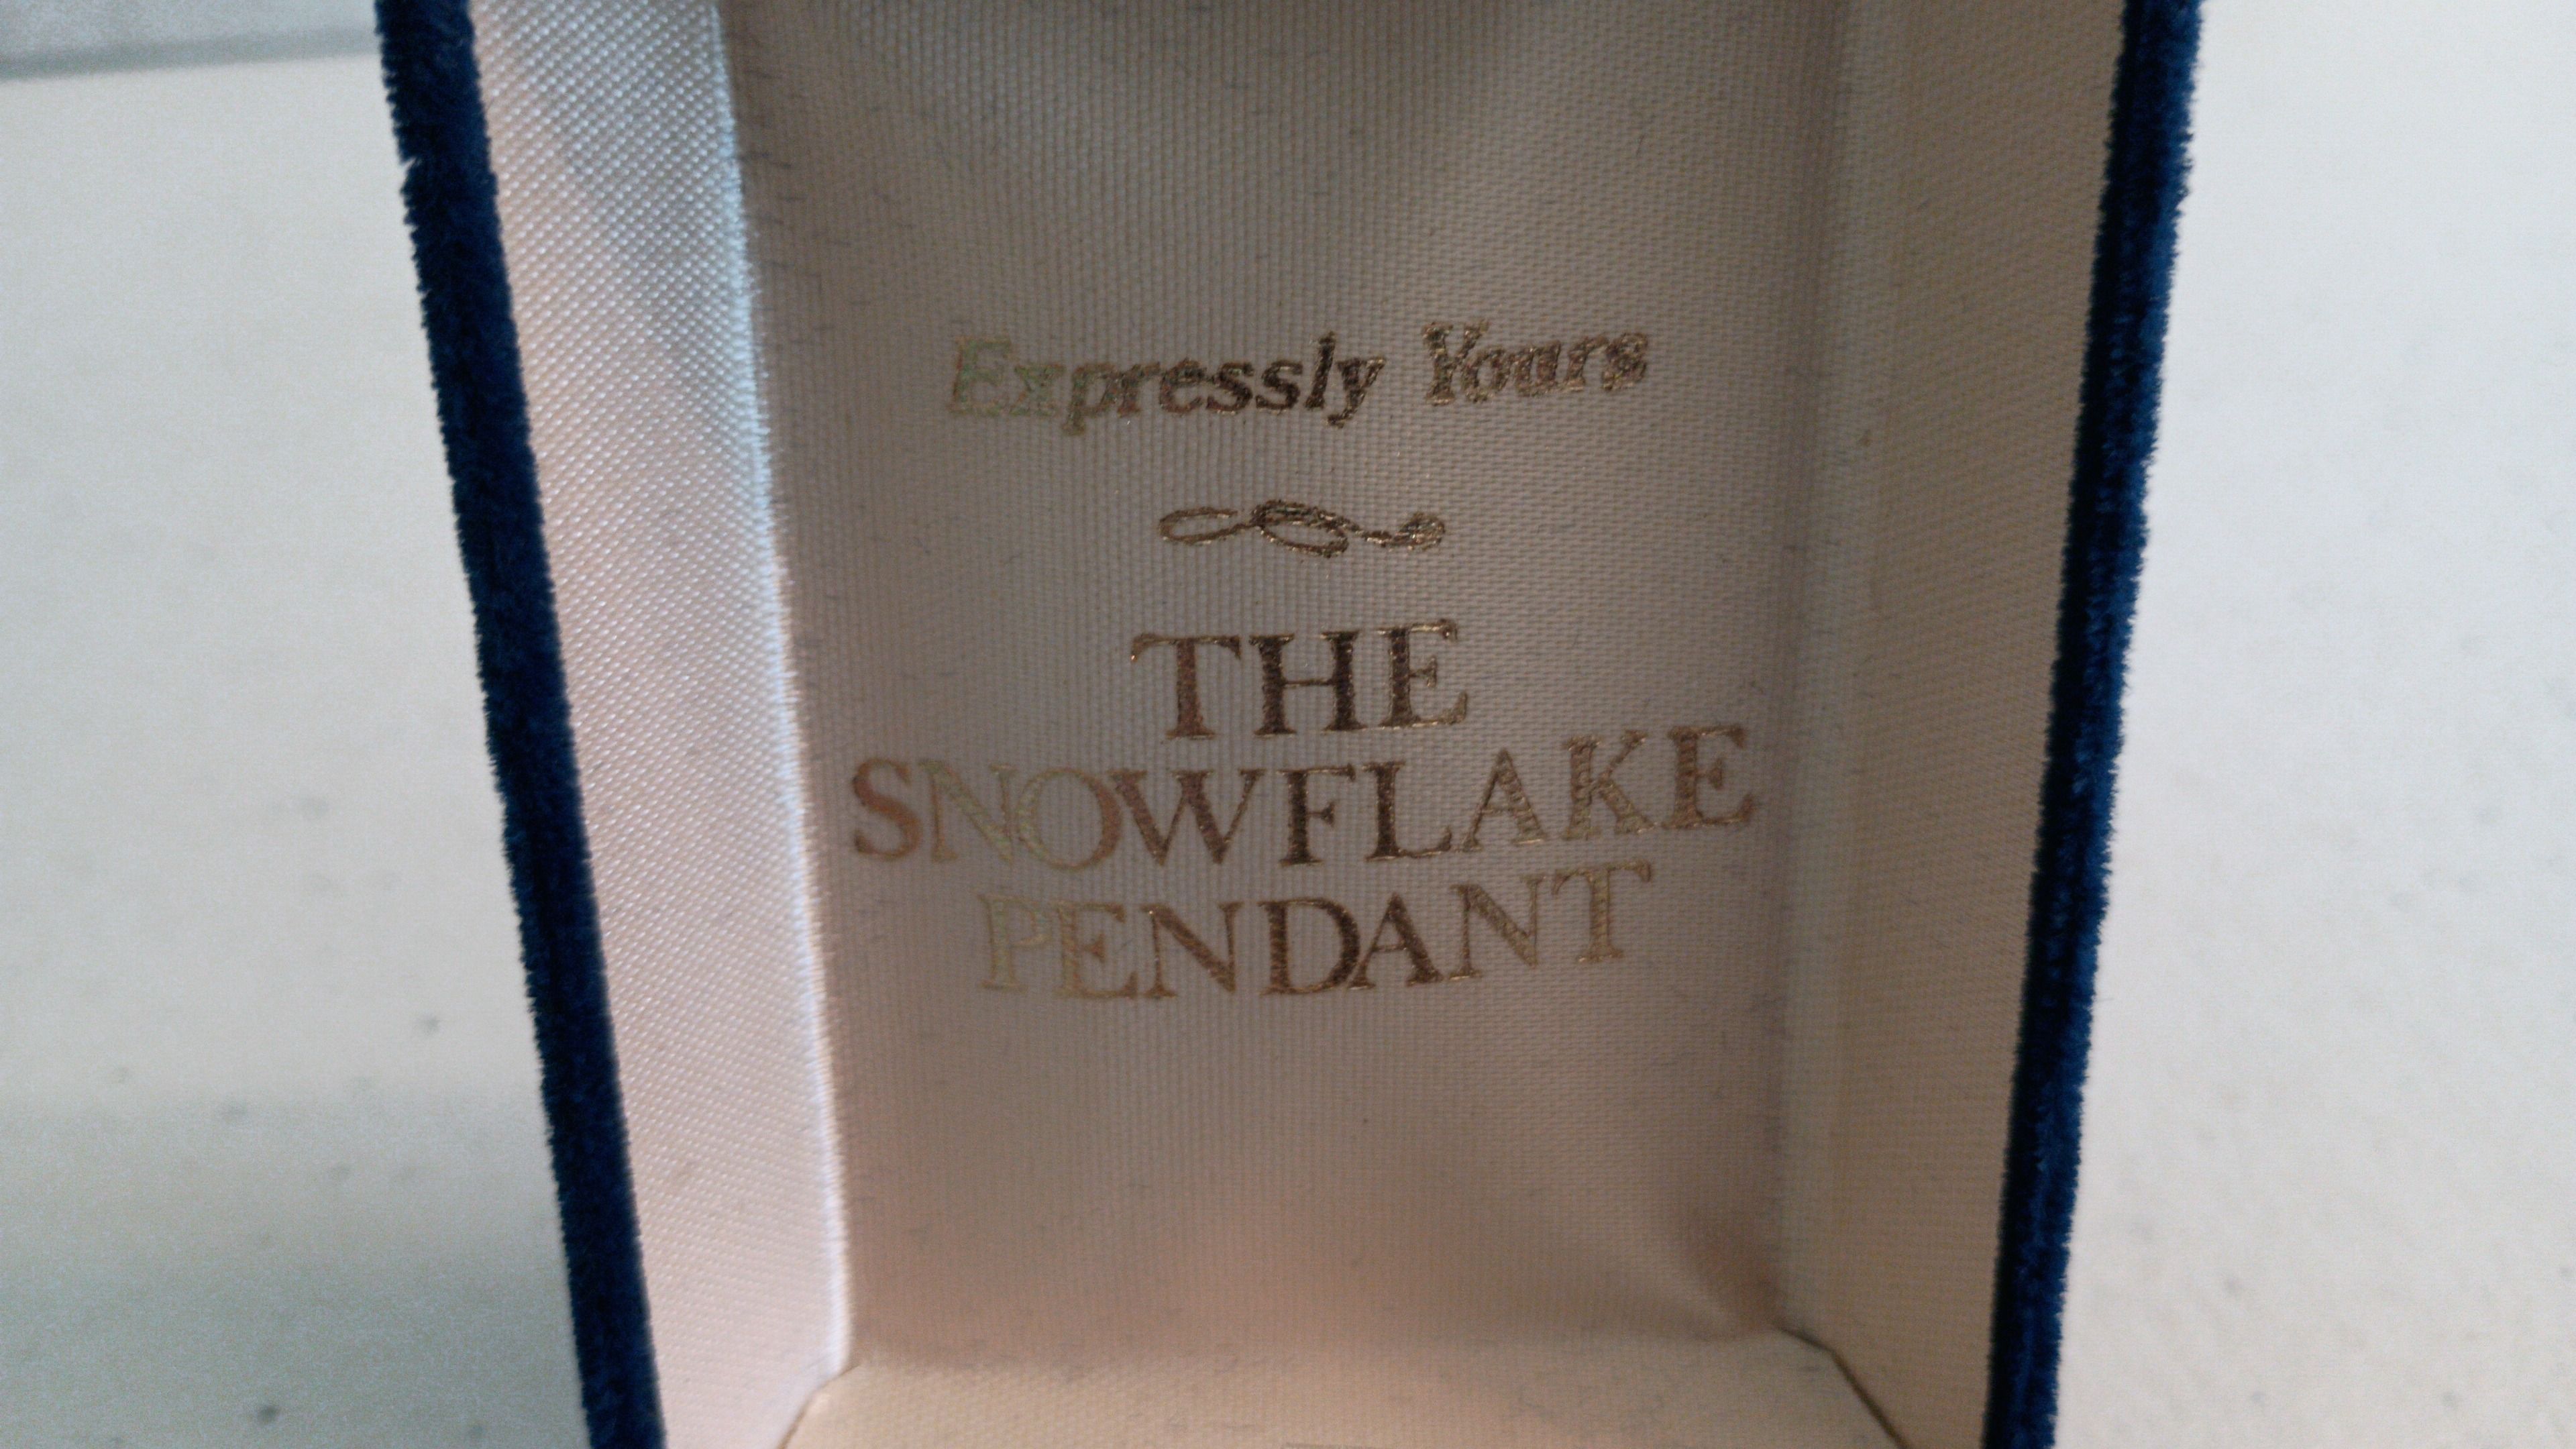 Expressly Yours
THE
SNOWFLAKE
PENDANT